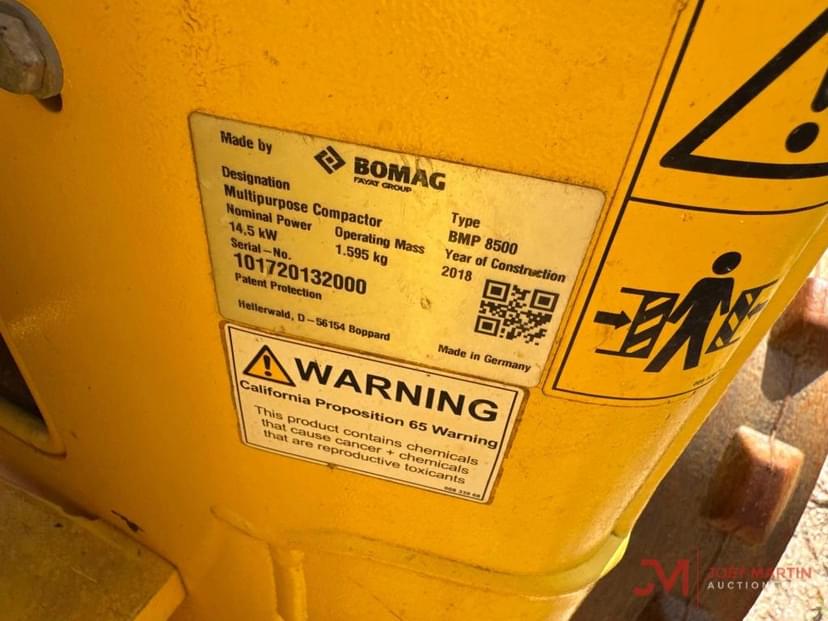 Made by
BOMAG
FAYAT GROUP
Designation
Multipurpose Compactor
Type
BMP 8500
Nominal Power
14,5 kW
Operating Mass
1.595 kg
Year of Construction
2018
Serial-No.
101720132000
Patent Protection
Hellerwald, D-56154 Boppard
Made in Germany
WARNING
California Proposition 65 Warning
This product contains chemicals
that cause cancer + chemicals
that are reproductive toxicants
JM
JOEY MARTIN